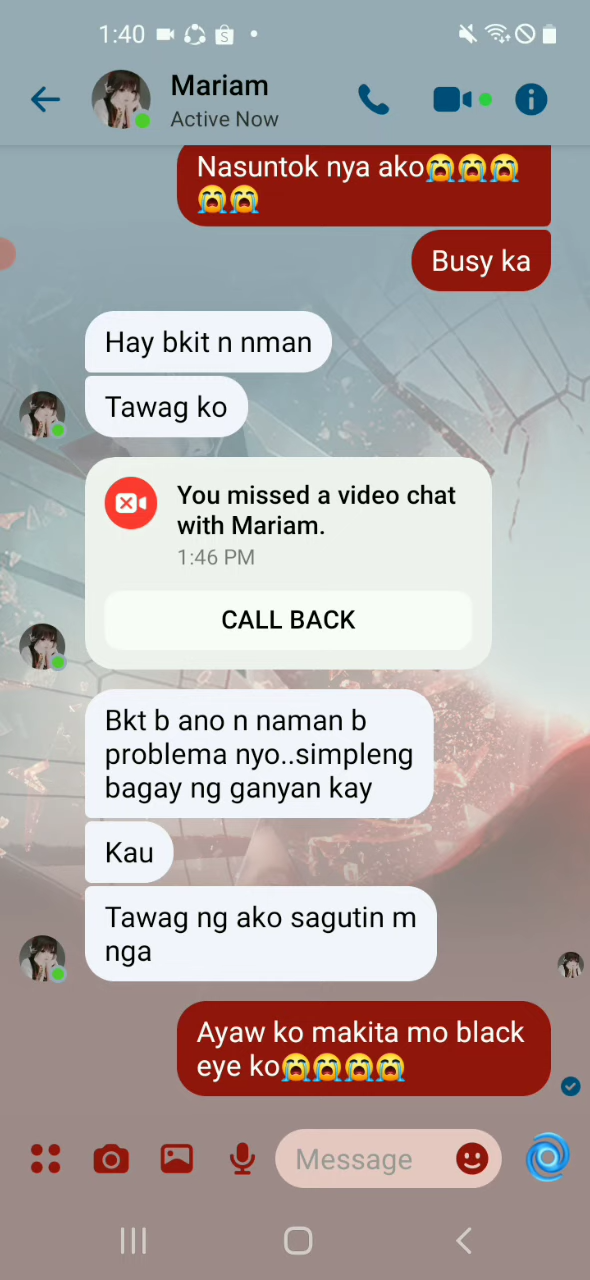 1:40
Mariam
Active Now
Nasuntok nya ako😭😭😭
😭😭
Busy ka
Hay bkit n nman
Tawag ko
You missed a video chat
with Mariam.
1:46 PM
CALL BACK
Bkt b ano n naman b
problema nyo..simpleng
bagay ng ganyan kay
Kau
Tawag ng ako sagutin m
nga
Ayaw ko makita mo black
eye ko😭😭😭😭
Message